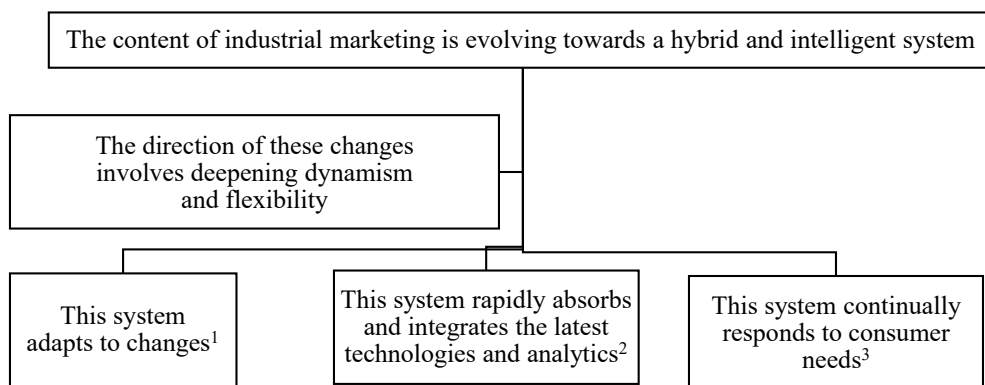 The content of industrial marketing is evolving towards a hybrid and intelligent system
The direction of these changes
involves deepening dynamism
and flexibility
This system
adapts to changes¹
This system rapidly absorbs
and integrates the latest
technologies and analytics²
This system continually
responds to consumer
needs³